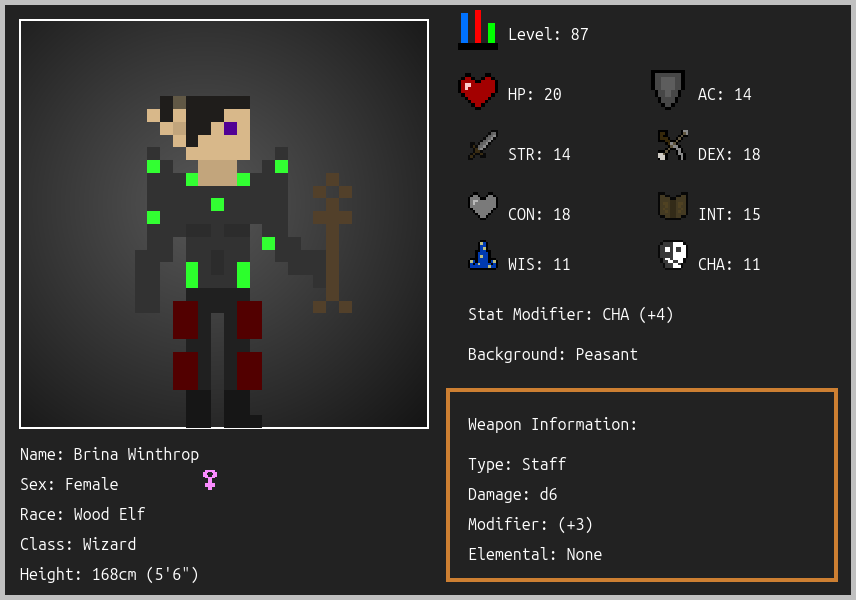 Level: 87
HP: 20
AC: 14
STR: 14
DEX: 18
CON: 18
INT: 15
WIS: 11
CHA: 11
Stat Modifier: CHA (+4)
Background: Peasant
Weapon Information:
Type: Staff
Damage: d6
Modifier: (+3)
Elemental: None
Name: Brina Winthrop
Sex: Female
Race: Wood Elf
Class: Wizard
Height: 168cm (5'6")